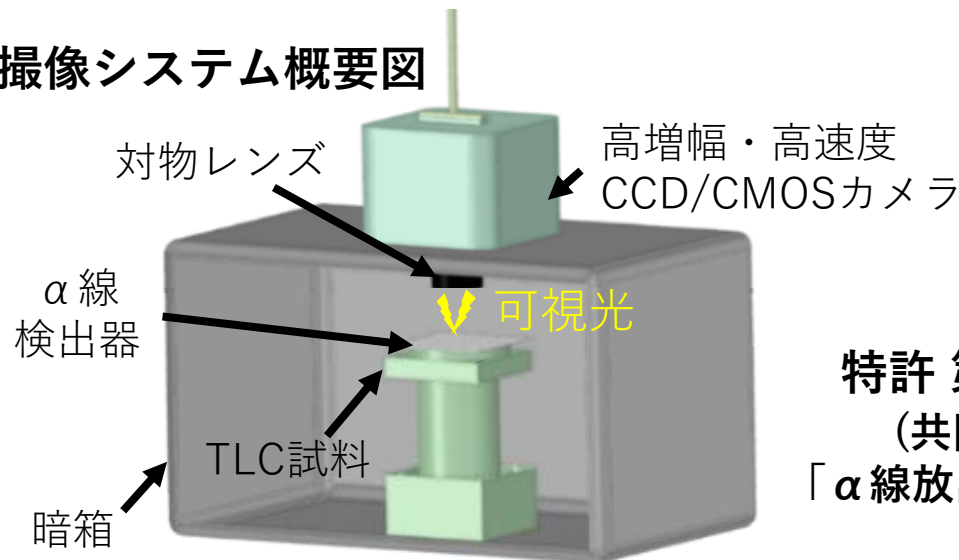 撮像システム概要図
対物レンズ
高増幅・高速度
CCD/CMOSカメラ
α線
検出器
可視光
特許
(共
「α線放
TLC試料
暗箱